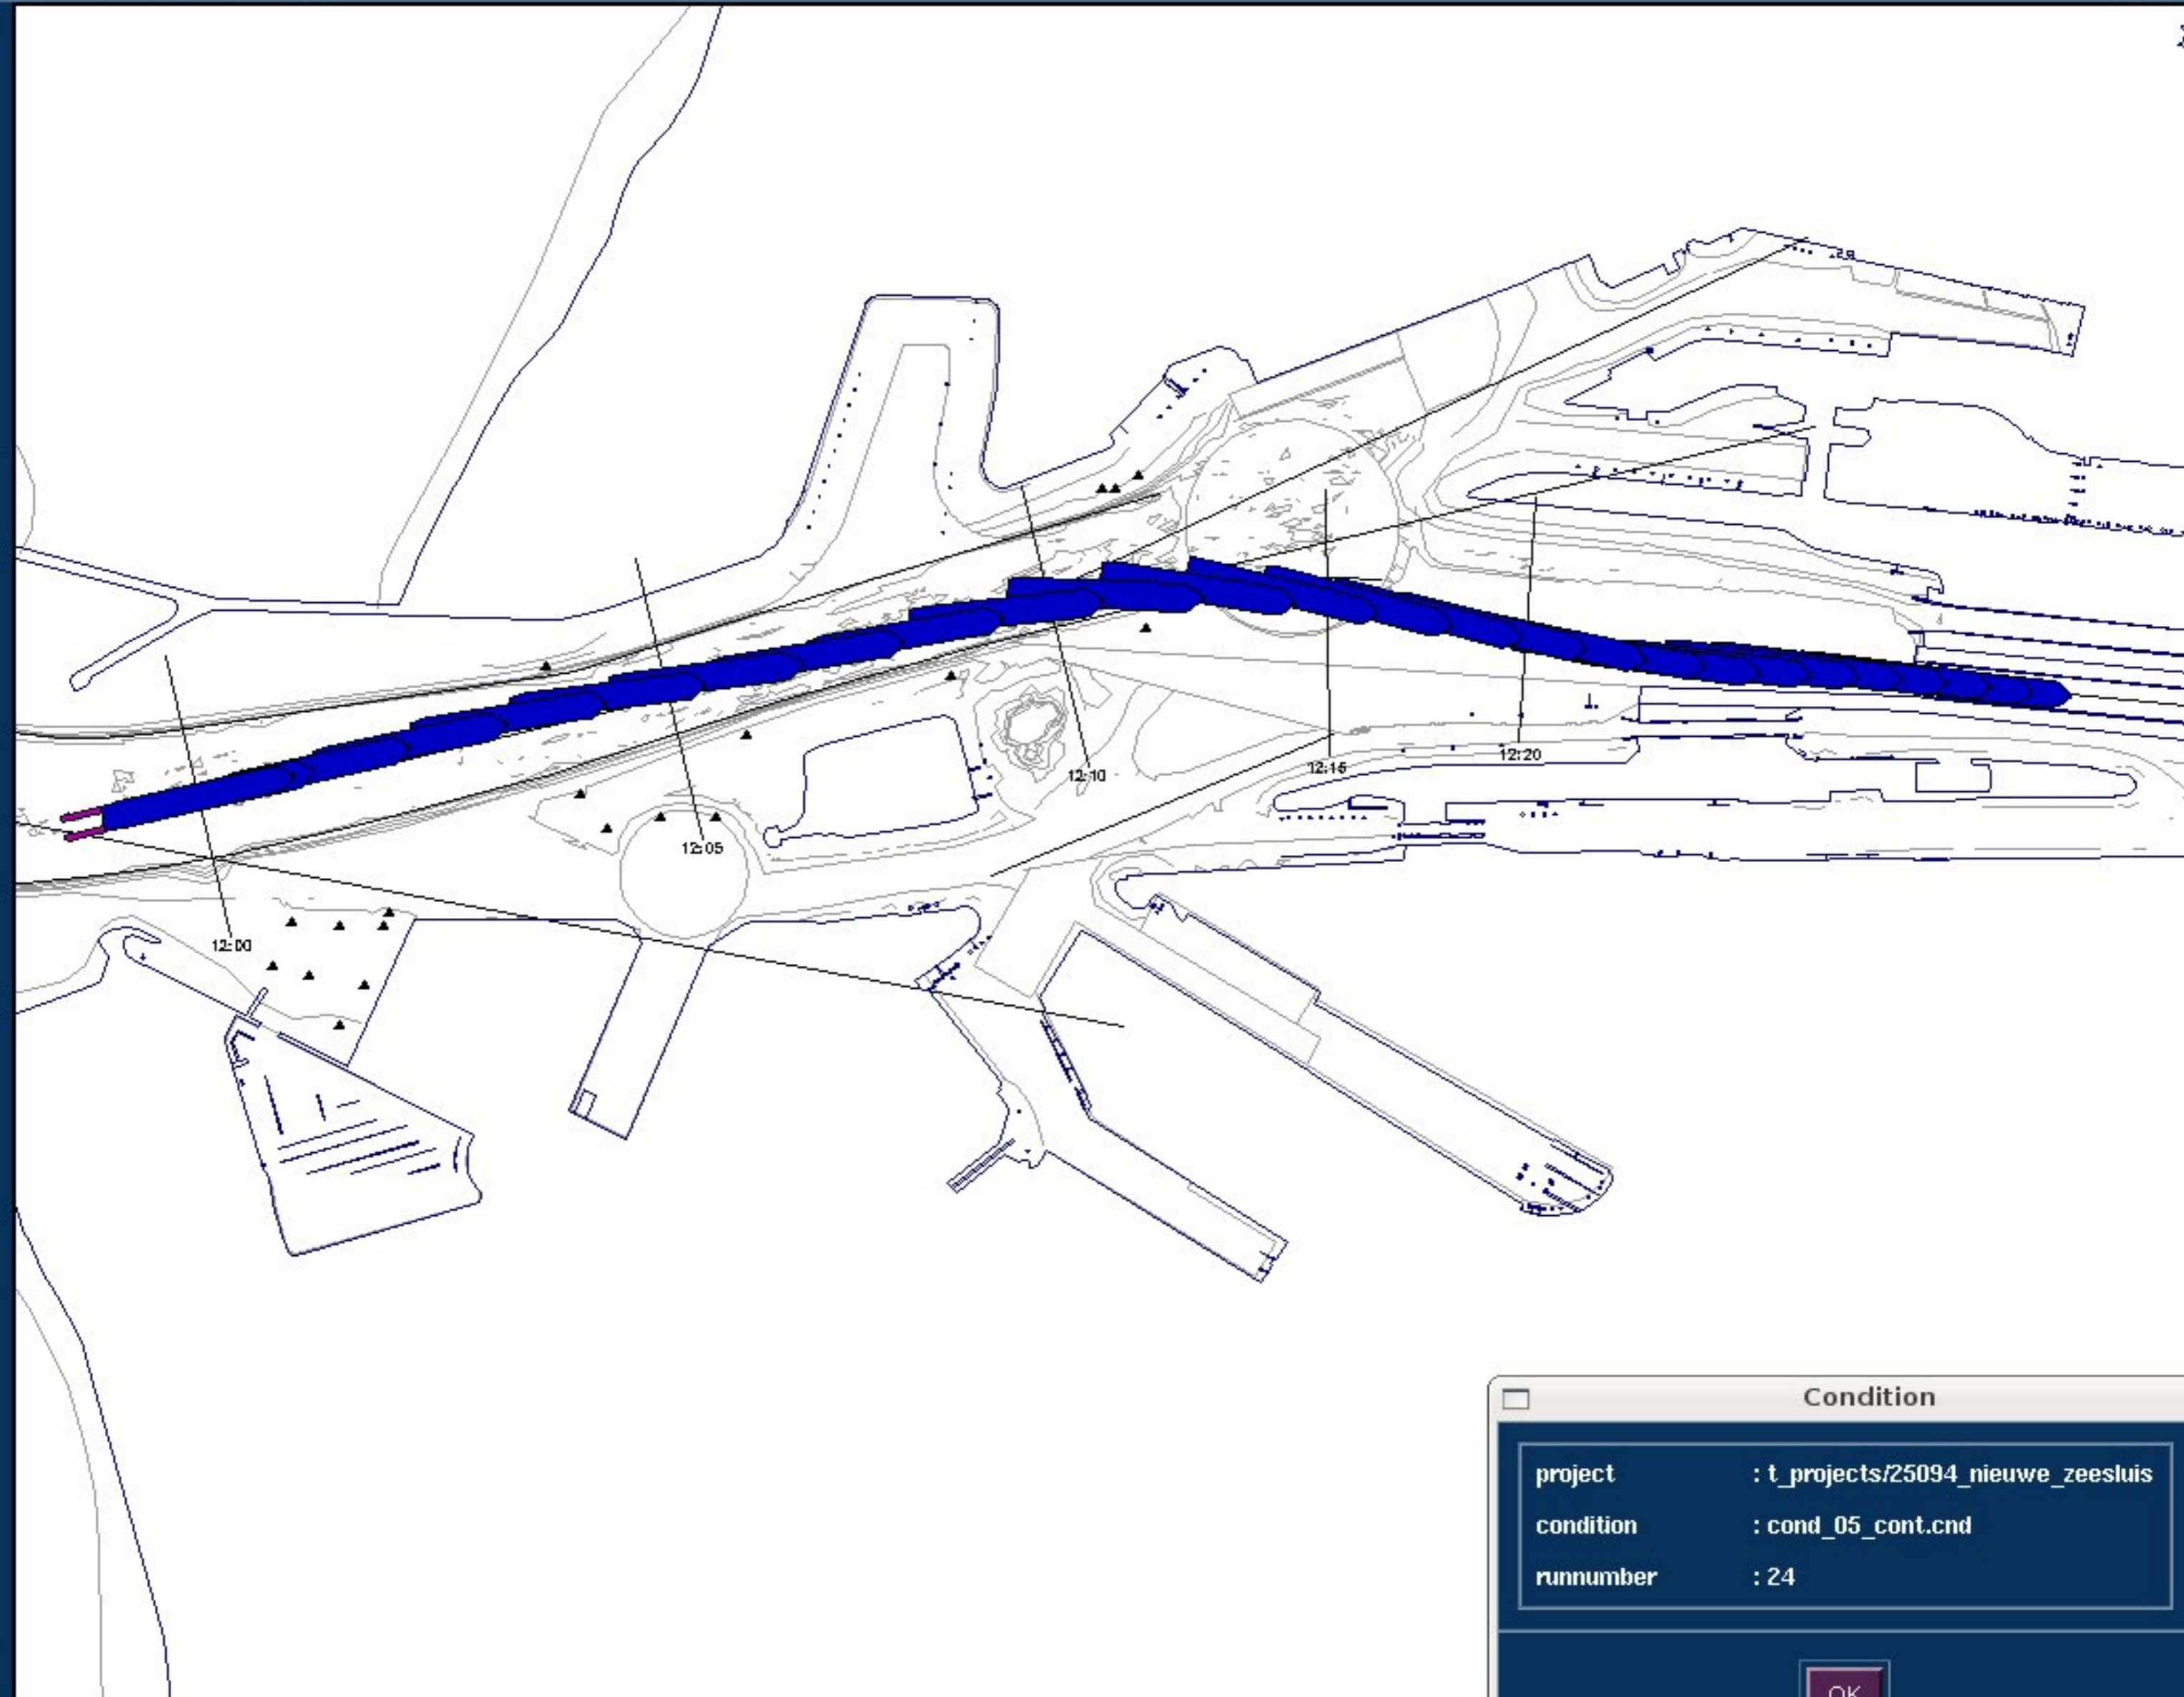 12:10
12:15
12:20
12:05
12:00
Condition
project : t_projects/25094_nieuwe_zeesluis
condition : cond_05_cont.cnd
runnumber : 24
OK